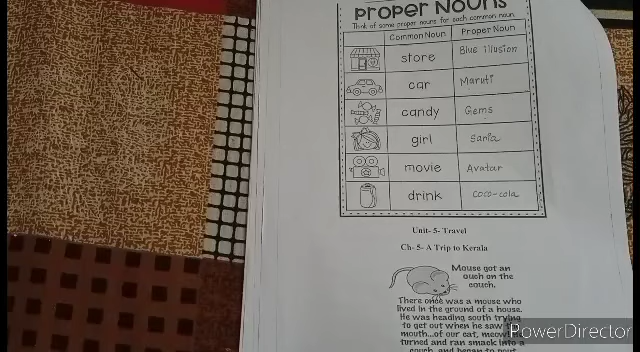 Proper Nouns
Think of some proper nouns for each common noun.
Common Noun Proper Noun
store Blue illusion
car Maruti
candy Gems
girl Saria
movie Avatar
drink coco-cola
Unit- 5- Travel
Ch- 5- A Trip to Kerala
Mouse got an
ouch on the
couch.
There once was a mouse who
lived in the ground of a house.
He was heading south trying
to get out when he saw the
mouth...of our cat, meow!
turned and ran smack into a
couch, and began to pout
PowerDirector